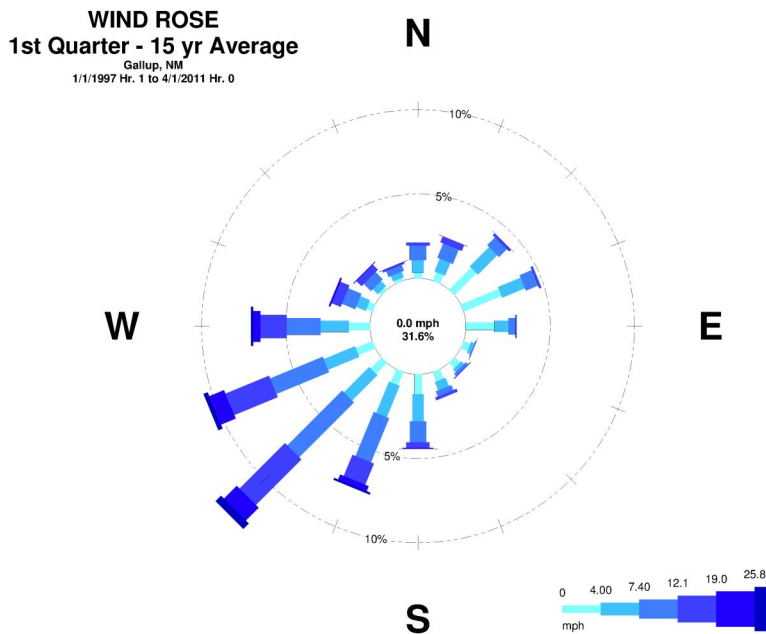 WIND ROSE
1st Quarter - 15 yr Average
Gallup, NM
1/1/1997 Hr. 1 to 4/1/2011 Hr. 0
N
10%
5%
W
0.0 mph
31.6%
E
5%
10%
S
0 4.00 7.40 12.1 19.0 25.8
mph